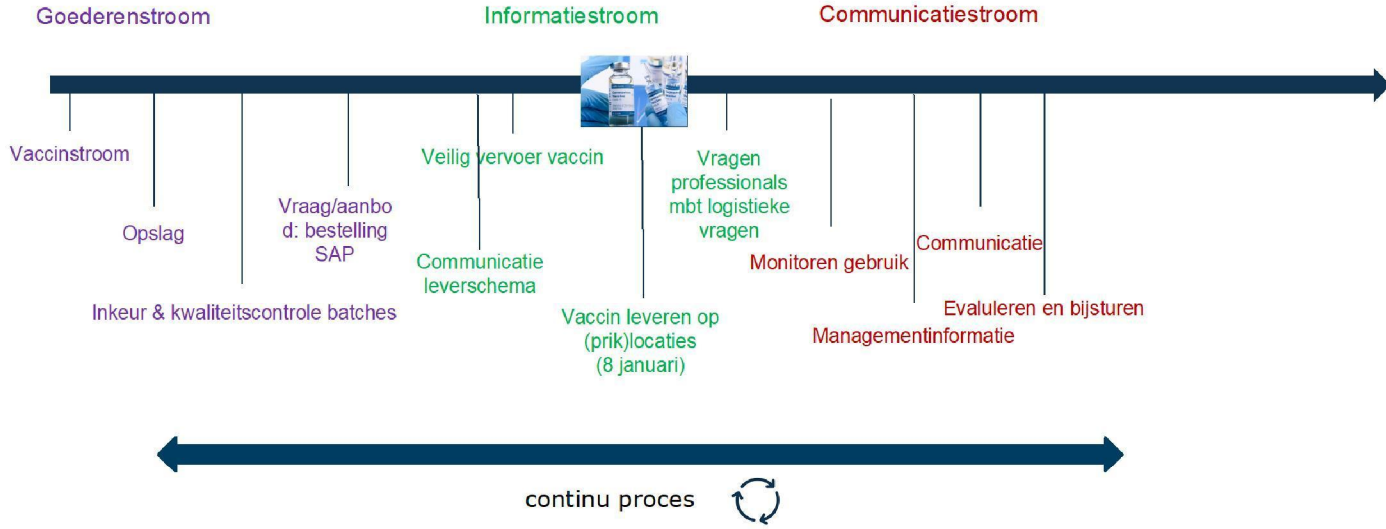 Goederenstroom
Informatiestroom
Communicatiestroom
Vaccinstroom
Opslag
Inkeur & kwaliteitscontrole batches
Vraag/aanbo
d: bestelling
SAP
Veilig vervoer vaccin
Communicatie
leverschema
Vaccin leveren op
(prik)locaties
(8 januari)
Vragen
professionals
mbt logistieke
vragen
Monitoren gebruik
Managementinformatie
Communicatie
Evaluleren en bijsturen
continu proces